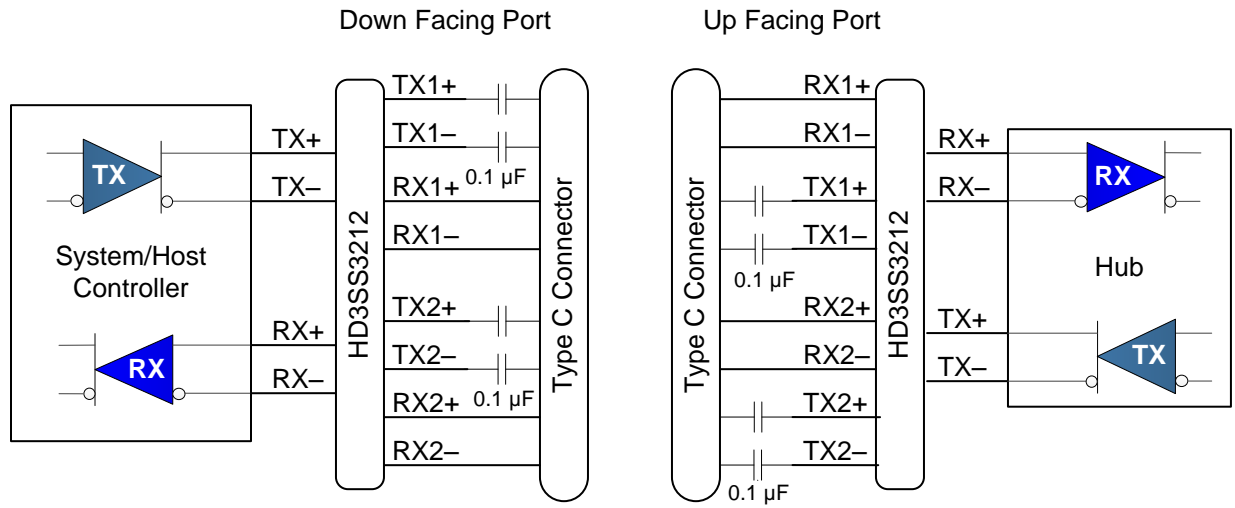 Down Facing Port
Up Facing Port
TX
System/Host
Controller
RX
TX+
TX–
RX+
RX–
HD3SS3212
TX1+
TX1–
0.1 µF
RX1+
RX1–
TX2+
TX2–
0.1 µF
RX2+
RX2–
Type C Connector
Type C Connector
RX1+
RX1–
TX1+
TX1–
0.1 µF
RX2+
RX2–
TX2+
TX2–
0.1 µF
HD3SS3212
RX+
RX–
TX+
TX–
RX
Hub
TX